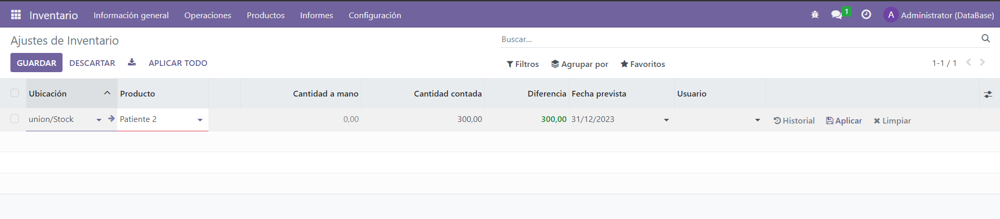 Inventario Información general Operaciones Productos Informes Configuración 1 A Administrator (DataBase)
Ajustes de Inventario Buscar...
GUARDAR DESCARTAR APLICAR TODO Filtros Agrupar por Favoritos 1-1 / 1
Ubicación Producto Cantidad a mano Cantidad contada Diferencia Fecha prevista Usuario
union/Stock Patiente 2 0,00 300,00 300,00 31/12/2023 Historial Aplicar Limpiar